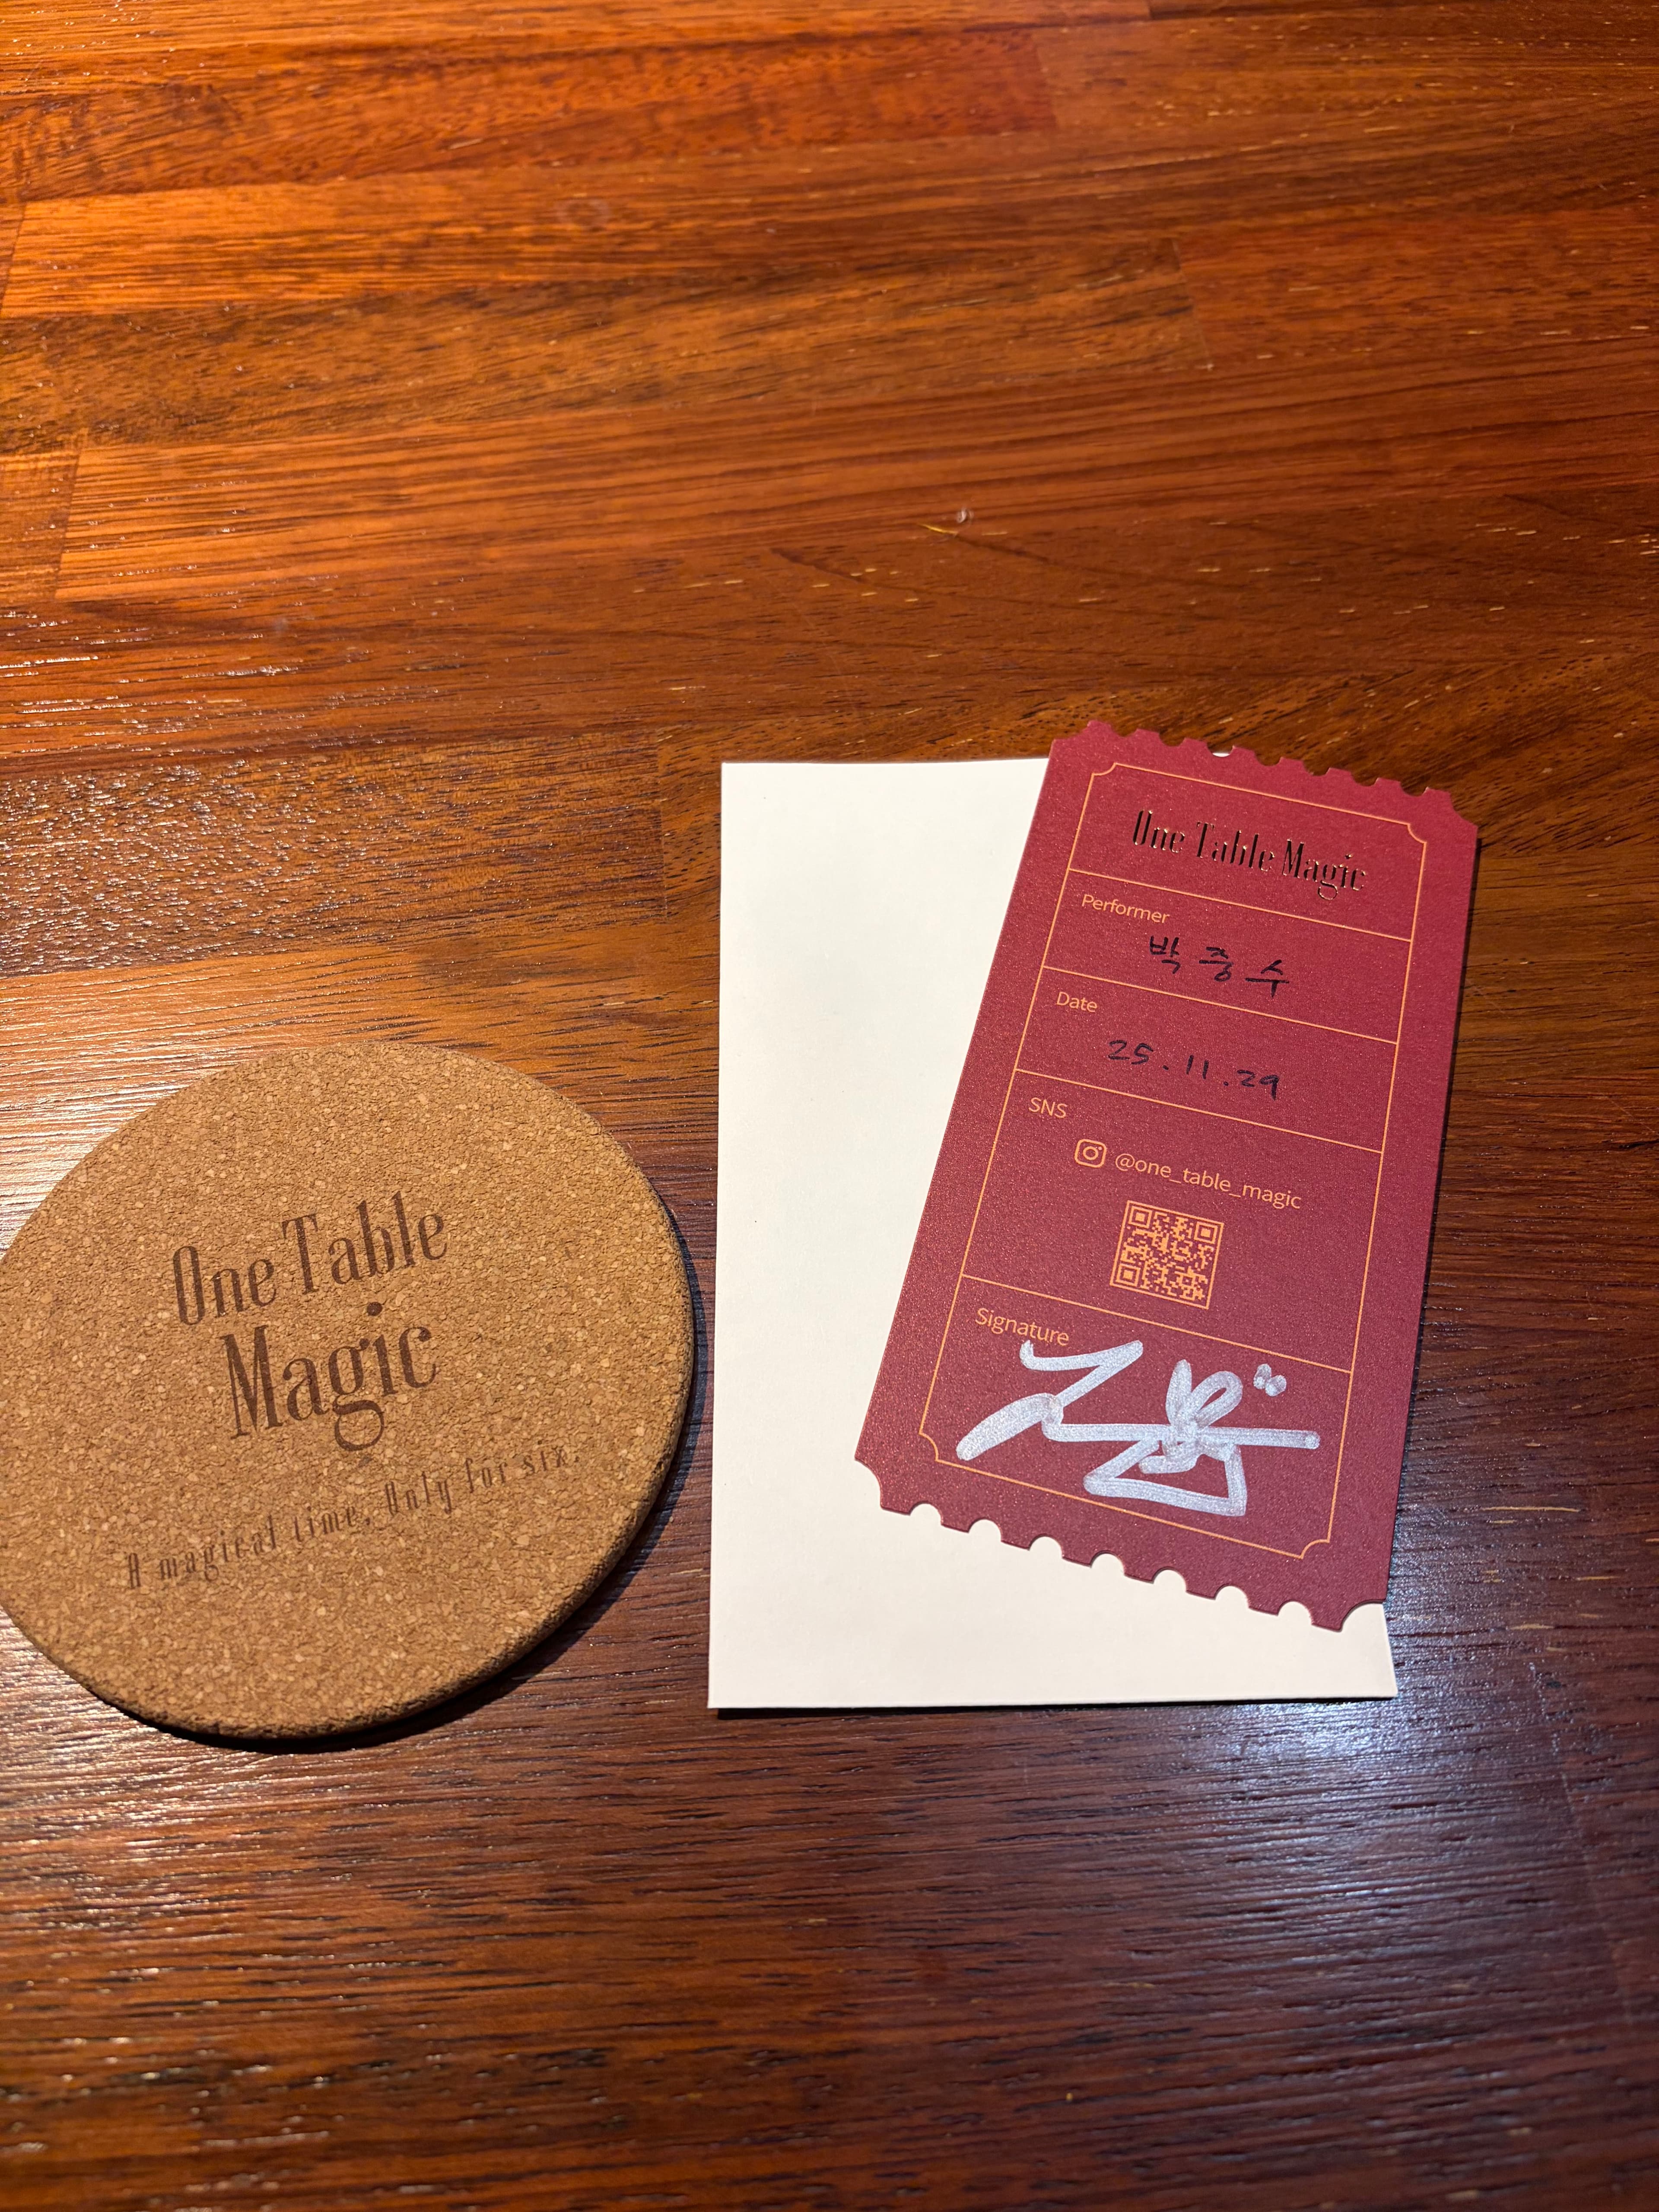 One Table
Magic
A magical time, Only for six.
One Table Magic
Performer
박중수
Date
25.11.29
SNS
@one_table_magic
Signature